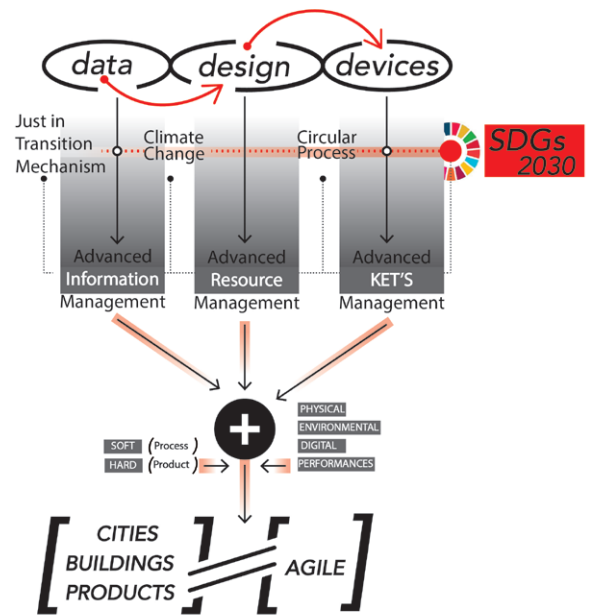 data design devices
Just in
Transition
Mechanism
Climate
Change
Circular
Process
SDGs
2030
Advanced
Information
Management
Advanced
Resource
Management
Advanced
KET'S
Management
+
SOFT (Process)
HARD (Product)
PHYSICAL
ENVIRONMENTAL
DIGITAL
PERFORMANCES
CITIES
BUILDINGS
PRODUCTS
AGILE